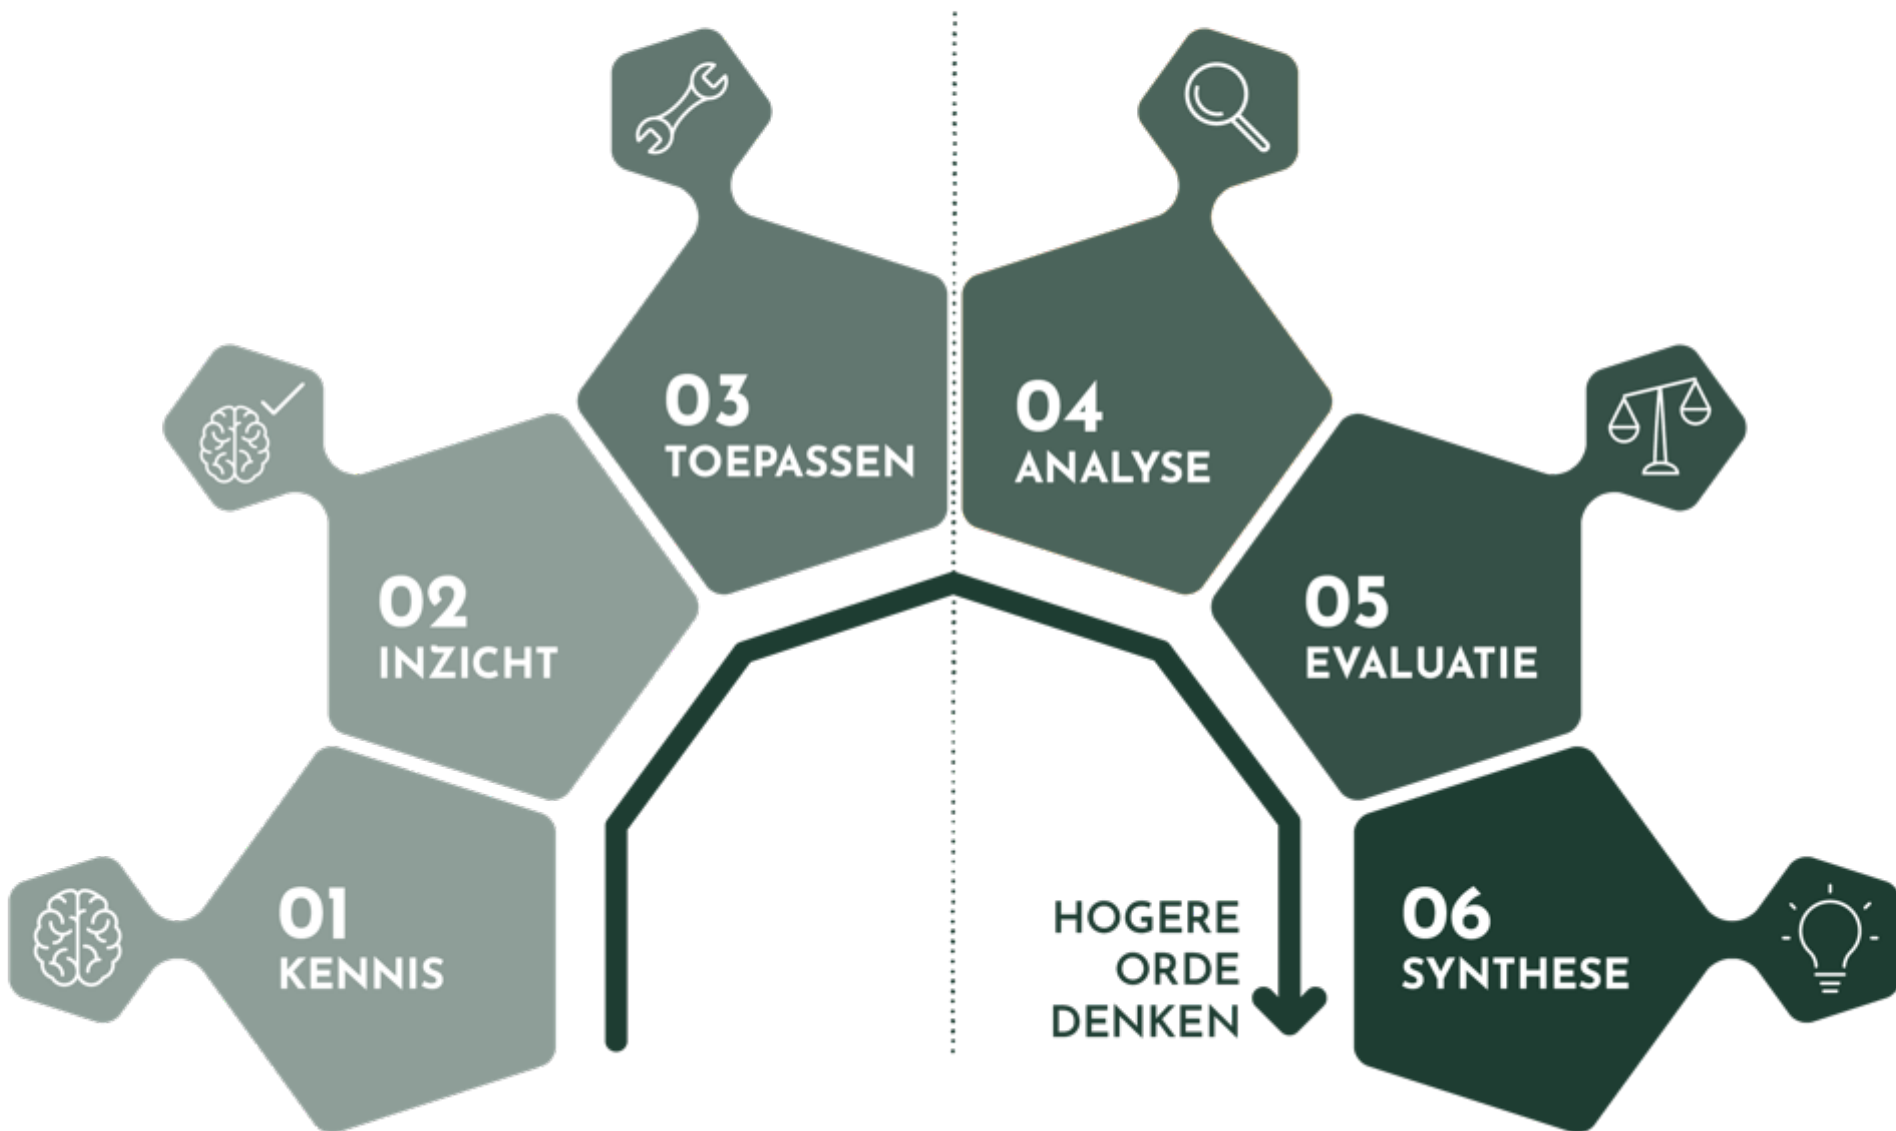 01
KENNIS
02
INZICHT
03
TOEPASSEN
04
ANALYSE
05
EVALUATIE
06
SYNTHESE
HOGERE
ORDE
DENKEN